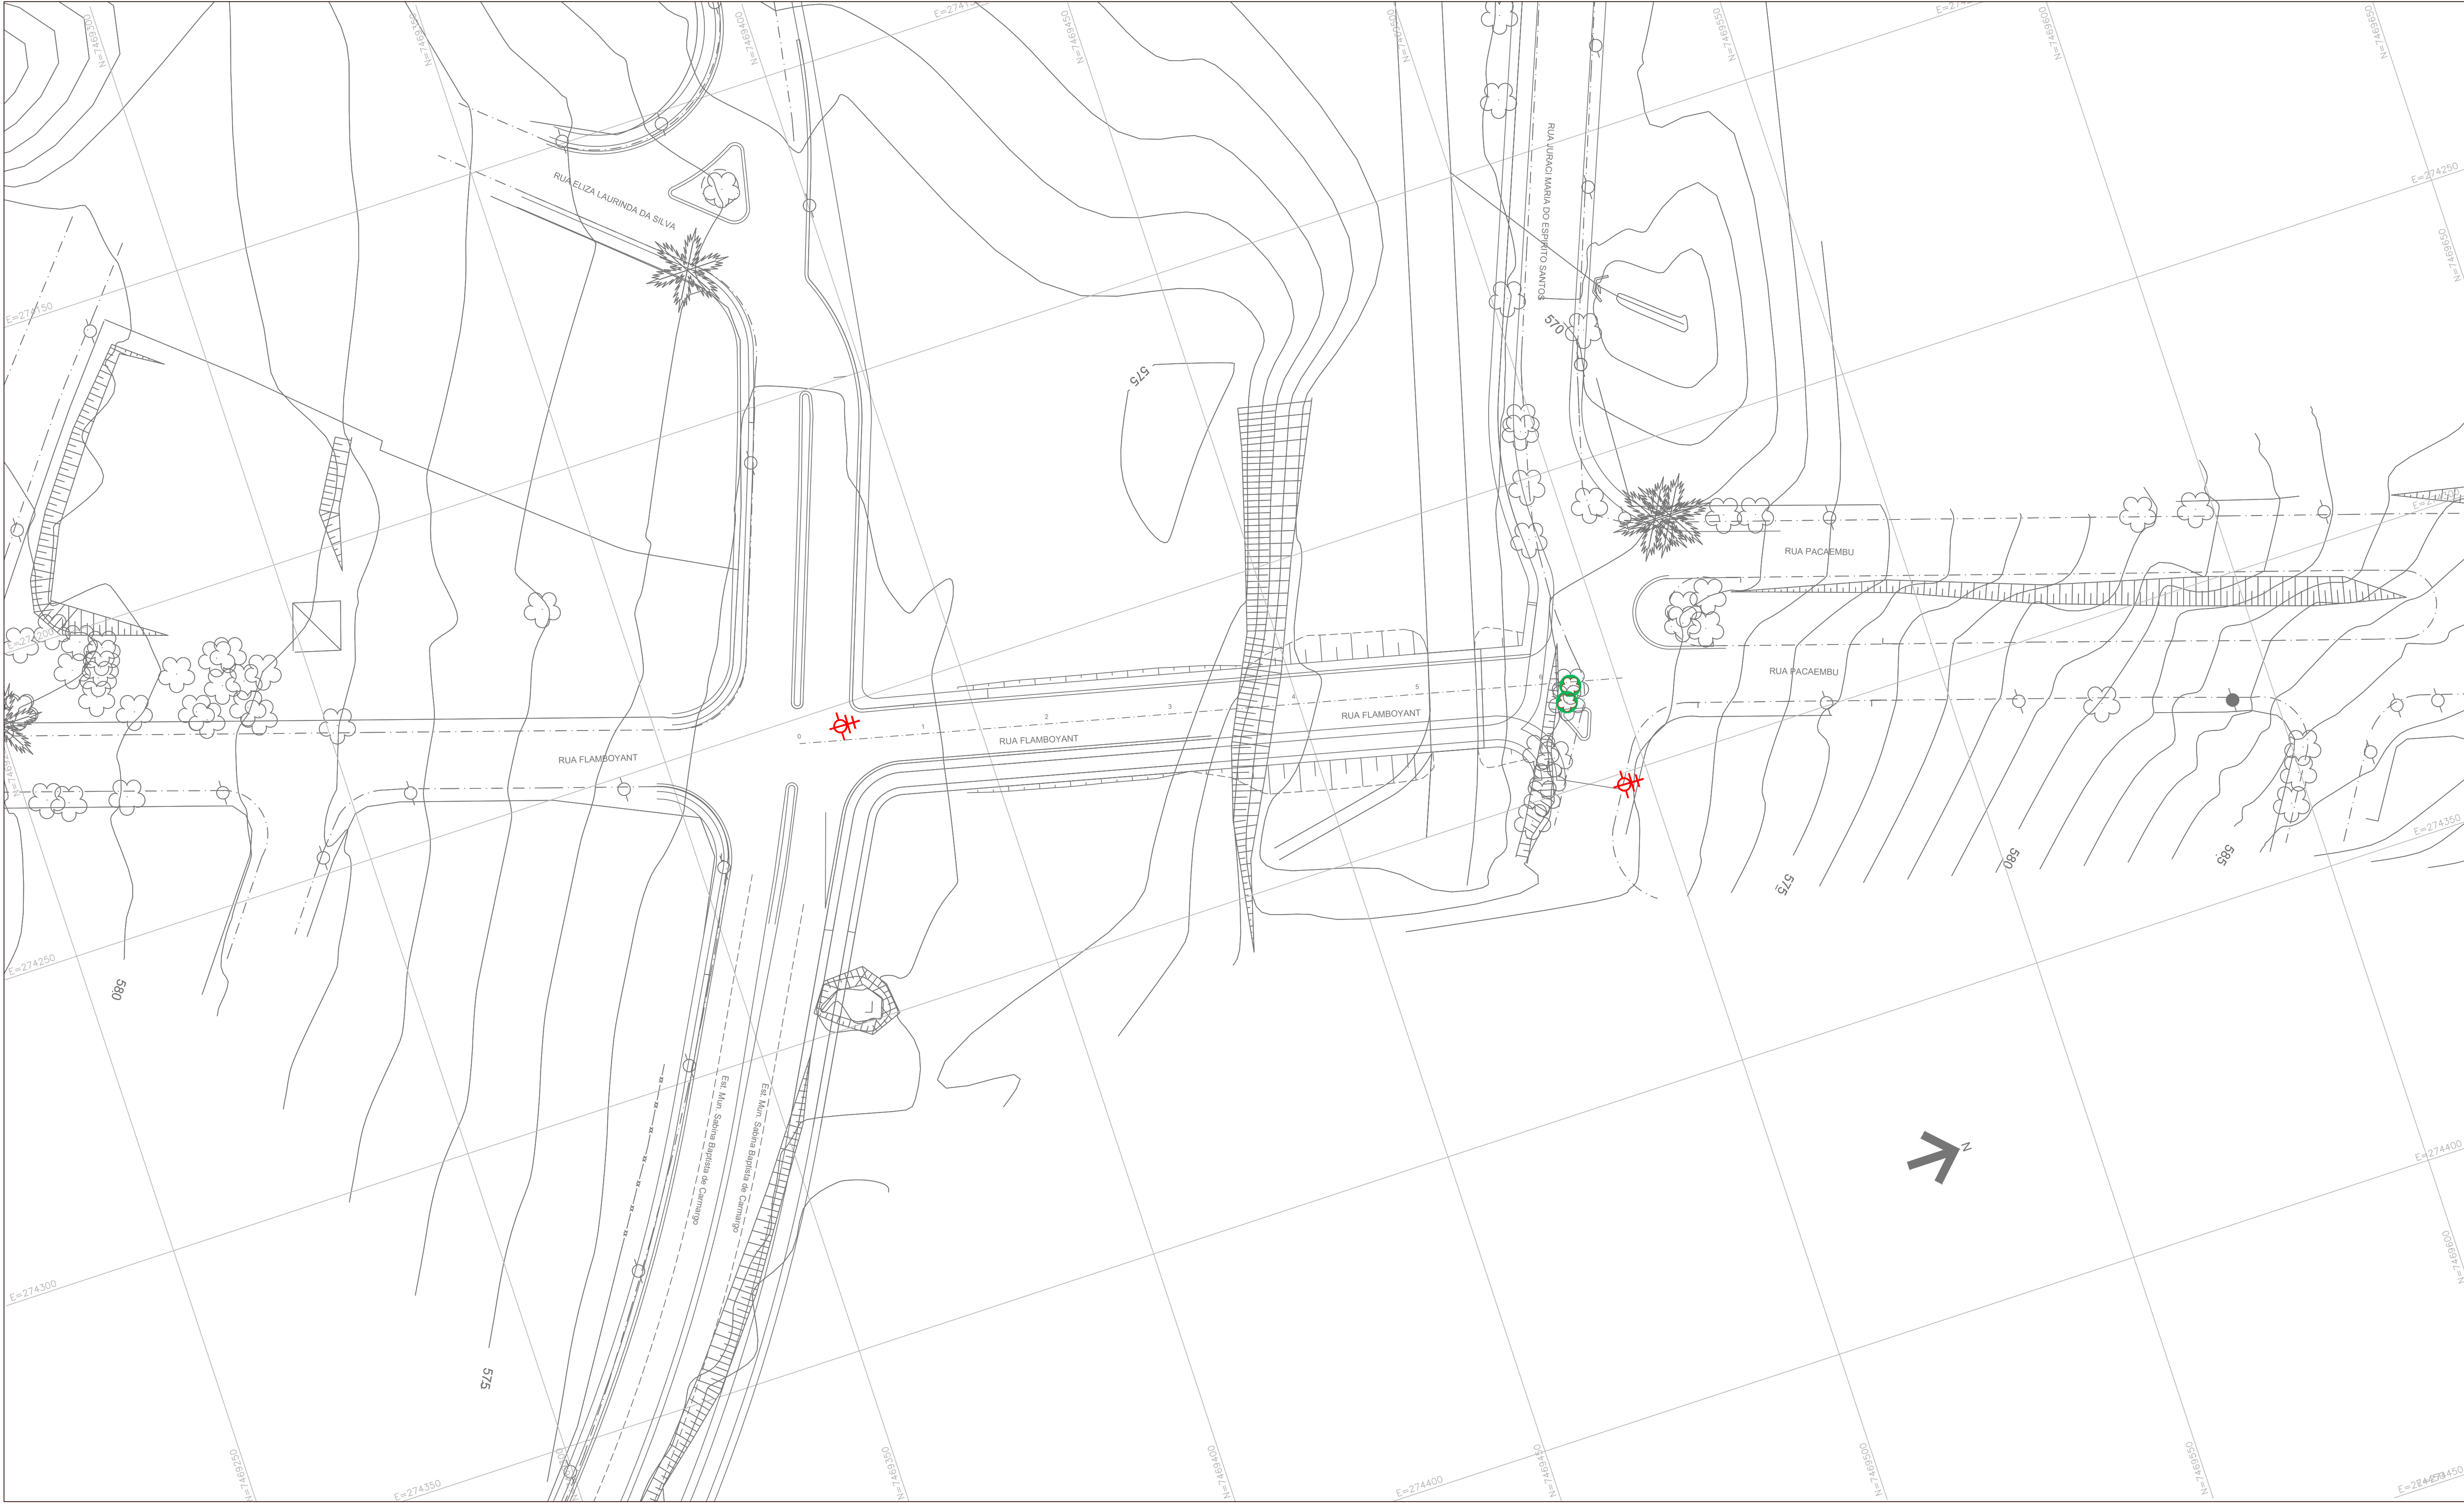 N=7469300
N=7469350
N=7469400
N=7469450
N=7469500
N=7469550
N=7469600
N=7469650
E=274250
RUA ELIZA LAURINDA DA SILVA
RUA JURACI MARIA DO ESPIRITO SANTOS
N=7469650
E=274150
570
575
RUA PACAEMBU
E=274200
RUA PACAEMBU
6
5
4
3
2
1
0
RUA FLAMBOYANT
RUA FLAMBOYANT
RUA FLAMBOYANT
E=274350
575
580
585
E=274250
580
Est. Mun. Sabina Baptista de Camargo
Est. Mun. Sabina Baptista de Camargo
N
E=274400
N=7469600
E=274300
575
N=7469250
N=7469350
N=7469400
N=7469450
N=7469500
N=7469550
E=274350
E=274400